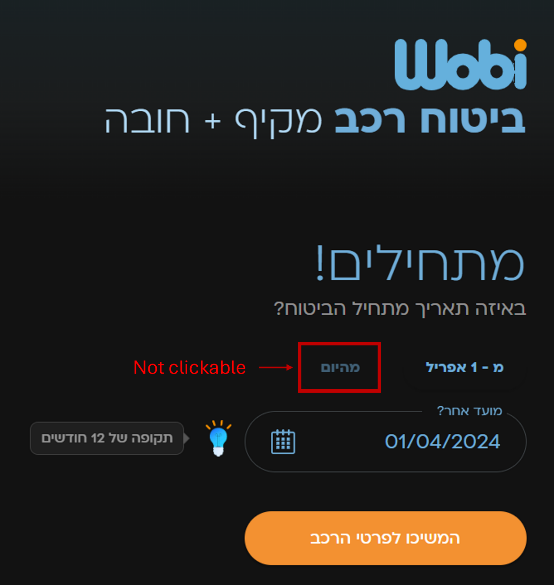 Wobi
ביטוח רכב מקיף + חובה
מתחילים!
באיזה תאריך מתחיל הביטוח?
מ - 1 אפריל
מהיום
Not clickable
מועד אחר?
01/04/2024
תקופה של 12 חודשים
המשיכו לפרטי הרכב